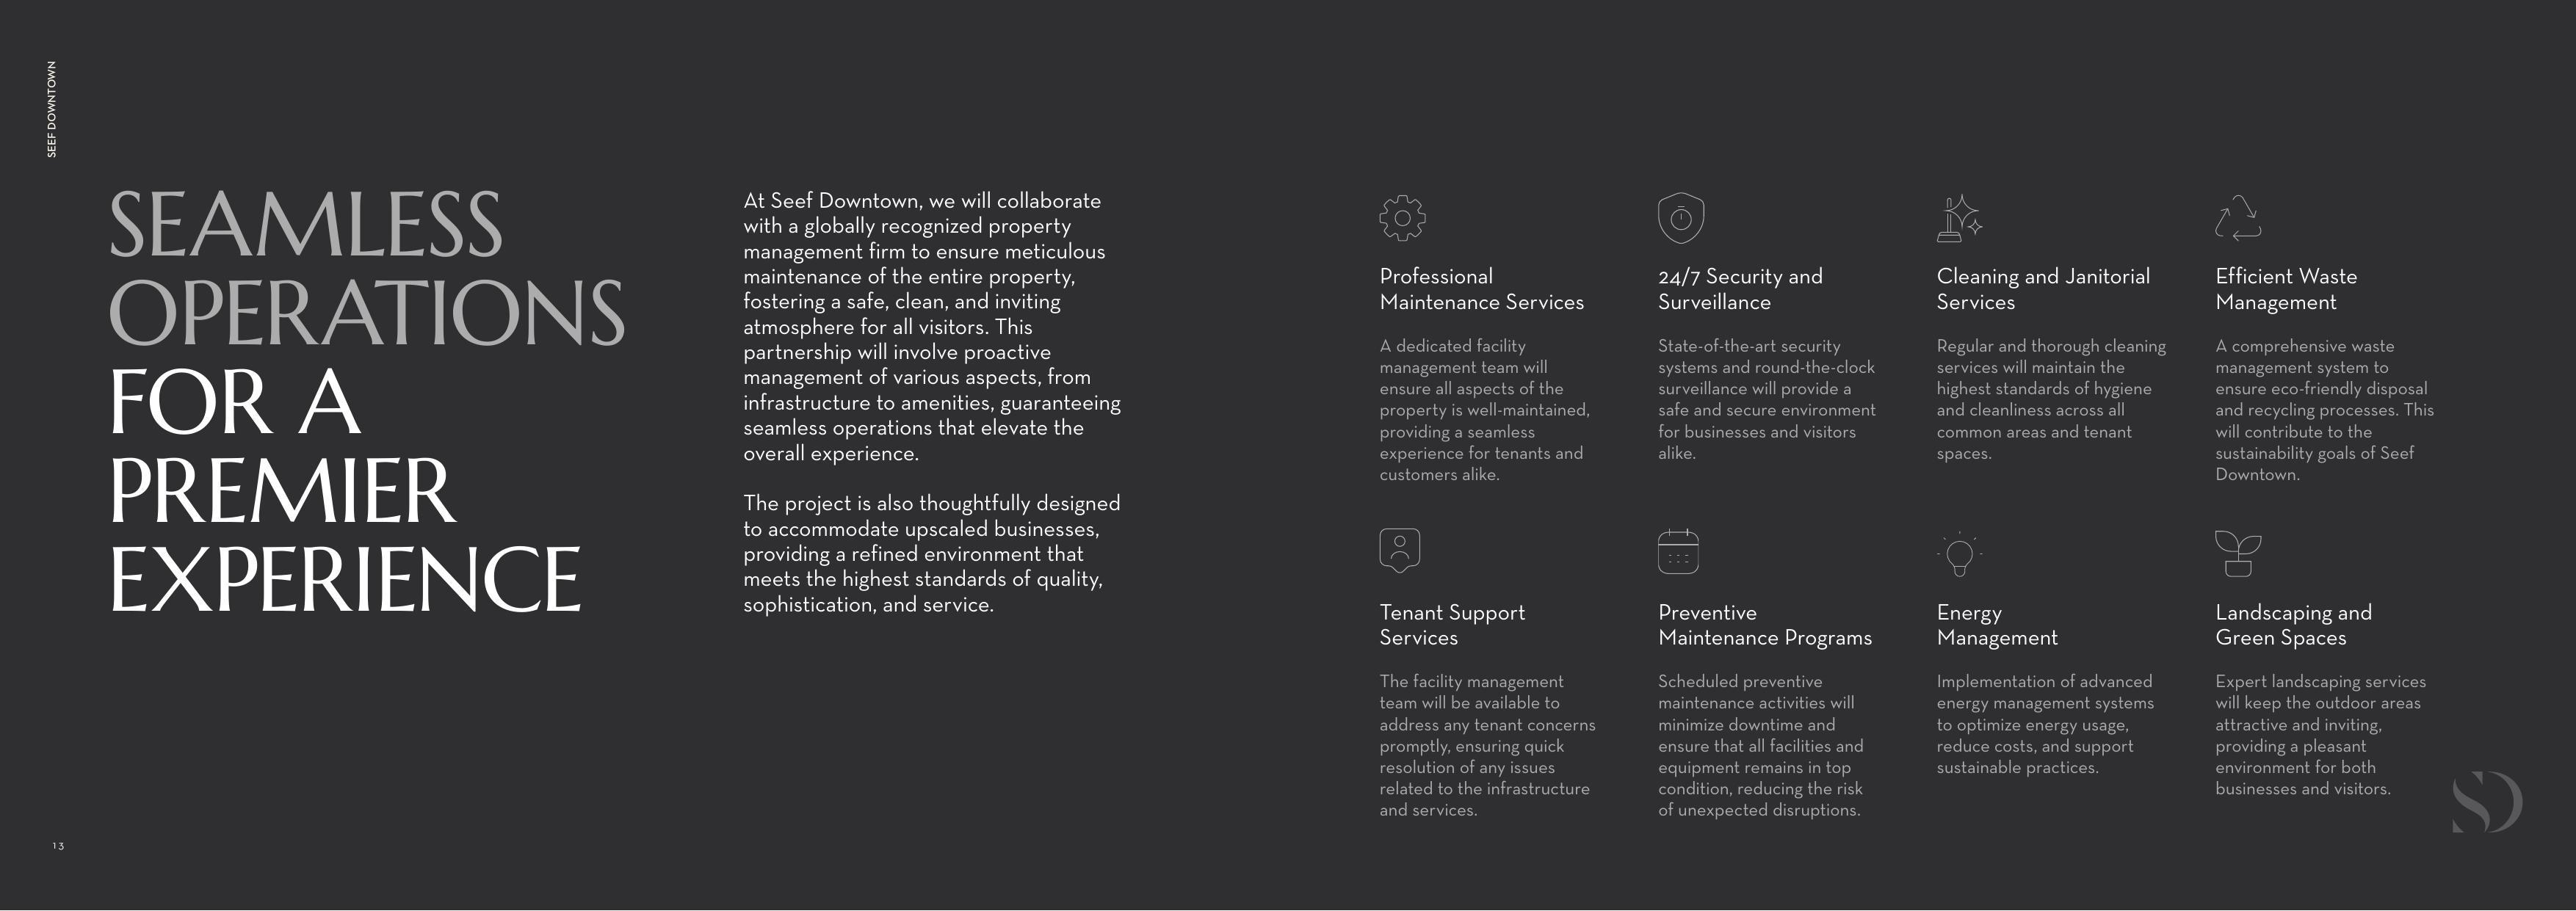 SEEF DOWNTOWN
SEAMLESS
OPERATIONS
FOR A
PREMIER
EXPERIENCE
At Seef Downtown, we will collaborate
with a globally recognized property
management firm to ensure meticulous
maintenance of the entire property,
fostering a safe, clean, and inviting
atmosphere for all visitors. This
partnership will involve proactive
management of various aspects, from
infrastructure to amenities, guaranteeing
seamless operations that elevate the
overall experience.
The project is also thoughtfully designed
to accommodate upscaled businesses,
providing a refined environment that
meets the highest standards of quality,
sophistication, and service.
Professional
Maintenance Services
A dedicated facility
management team will
ensure all aspects of the
property is well-maintained,
providing a seamless
experience for tenants and
customers alike.
24/7 Security and
Surveillance
State-of-the-art security
systems and round-the-clock
surveillance will provide a
safe and secure environment
for businesses and visitors
alike.
Cleaning and Janitorial
Services
Regular and thorough cleaning
services will maintain the
highest standards of hygiene
and cleanliness across all
common areas and tenant
spaces.
Efficient Waste
Management
A comprehensive waste
management system to
ensure eco-friendly disposal
and recycling processes. This
will contribute to the
sustainability goals of Seef
Downtown.
Tenant Support
Services
The facility management
team will be available to
address any tenant concerns
promptly, ensuring quick
resolution of any issues
related to the infrastructure
and services.
Preventive
Maintenance Programs
Scheduled preventive
maintenance activities will
minimize downtime and
ensure that all facilities and
equipment remains in top
condition, reducing the risk
of unexpected disruptions.
Energy
Management
Implementation of advanced
energy management systems
to optimize energy usage,
reduce costs, and support
sustainable practices.
Landscaping and
Green Spaces
Expert landscaping services
will keep the outdoor areas
attractive and inviting,
providing a pleasant
environment for both
businesses and visitors.
SD
13